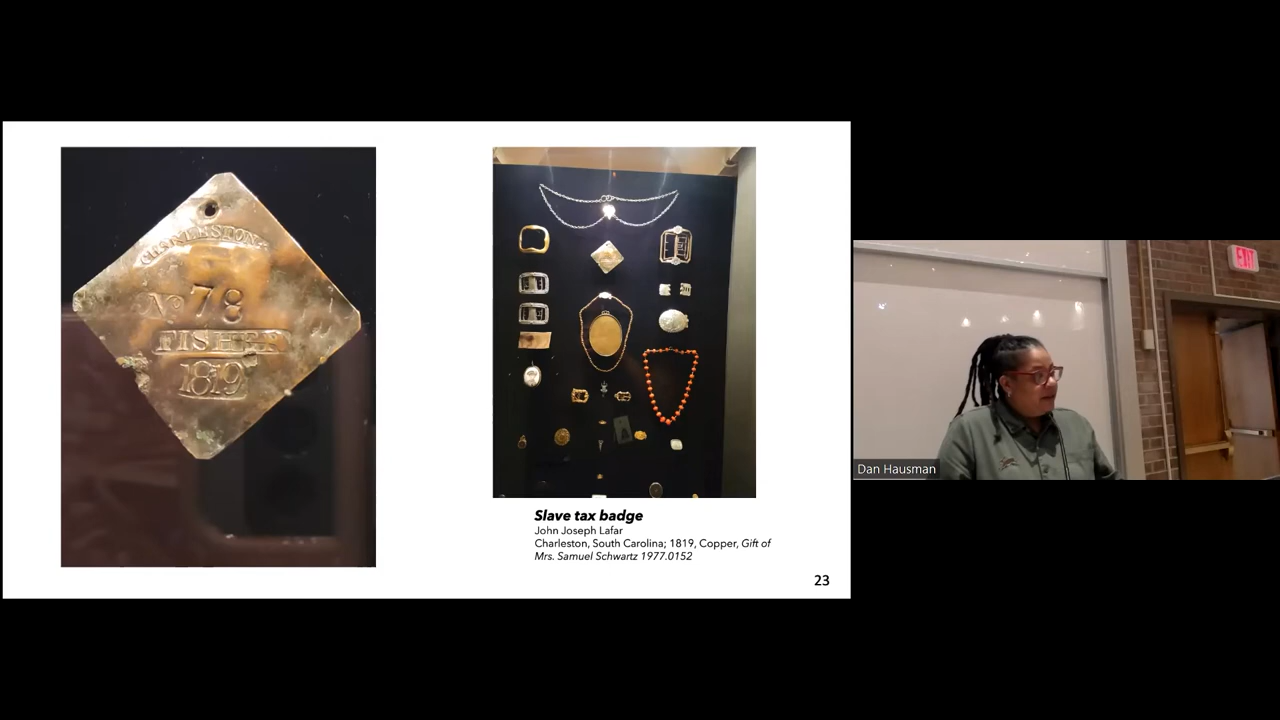 CHARLESTON
No 78
FISHER
1819
Slave tax badge
John Joseph Lafar
Charleston, South Carolina; 1819, Copper, Gift of
Mrs. Samuel Schwartz 1977.0152
23
EXIT
Dan Hausman